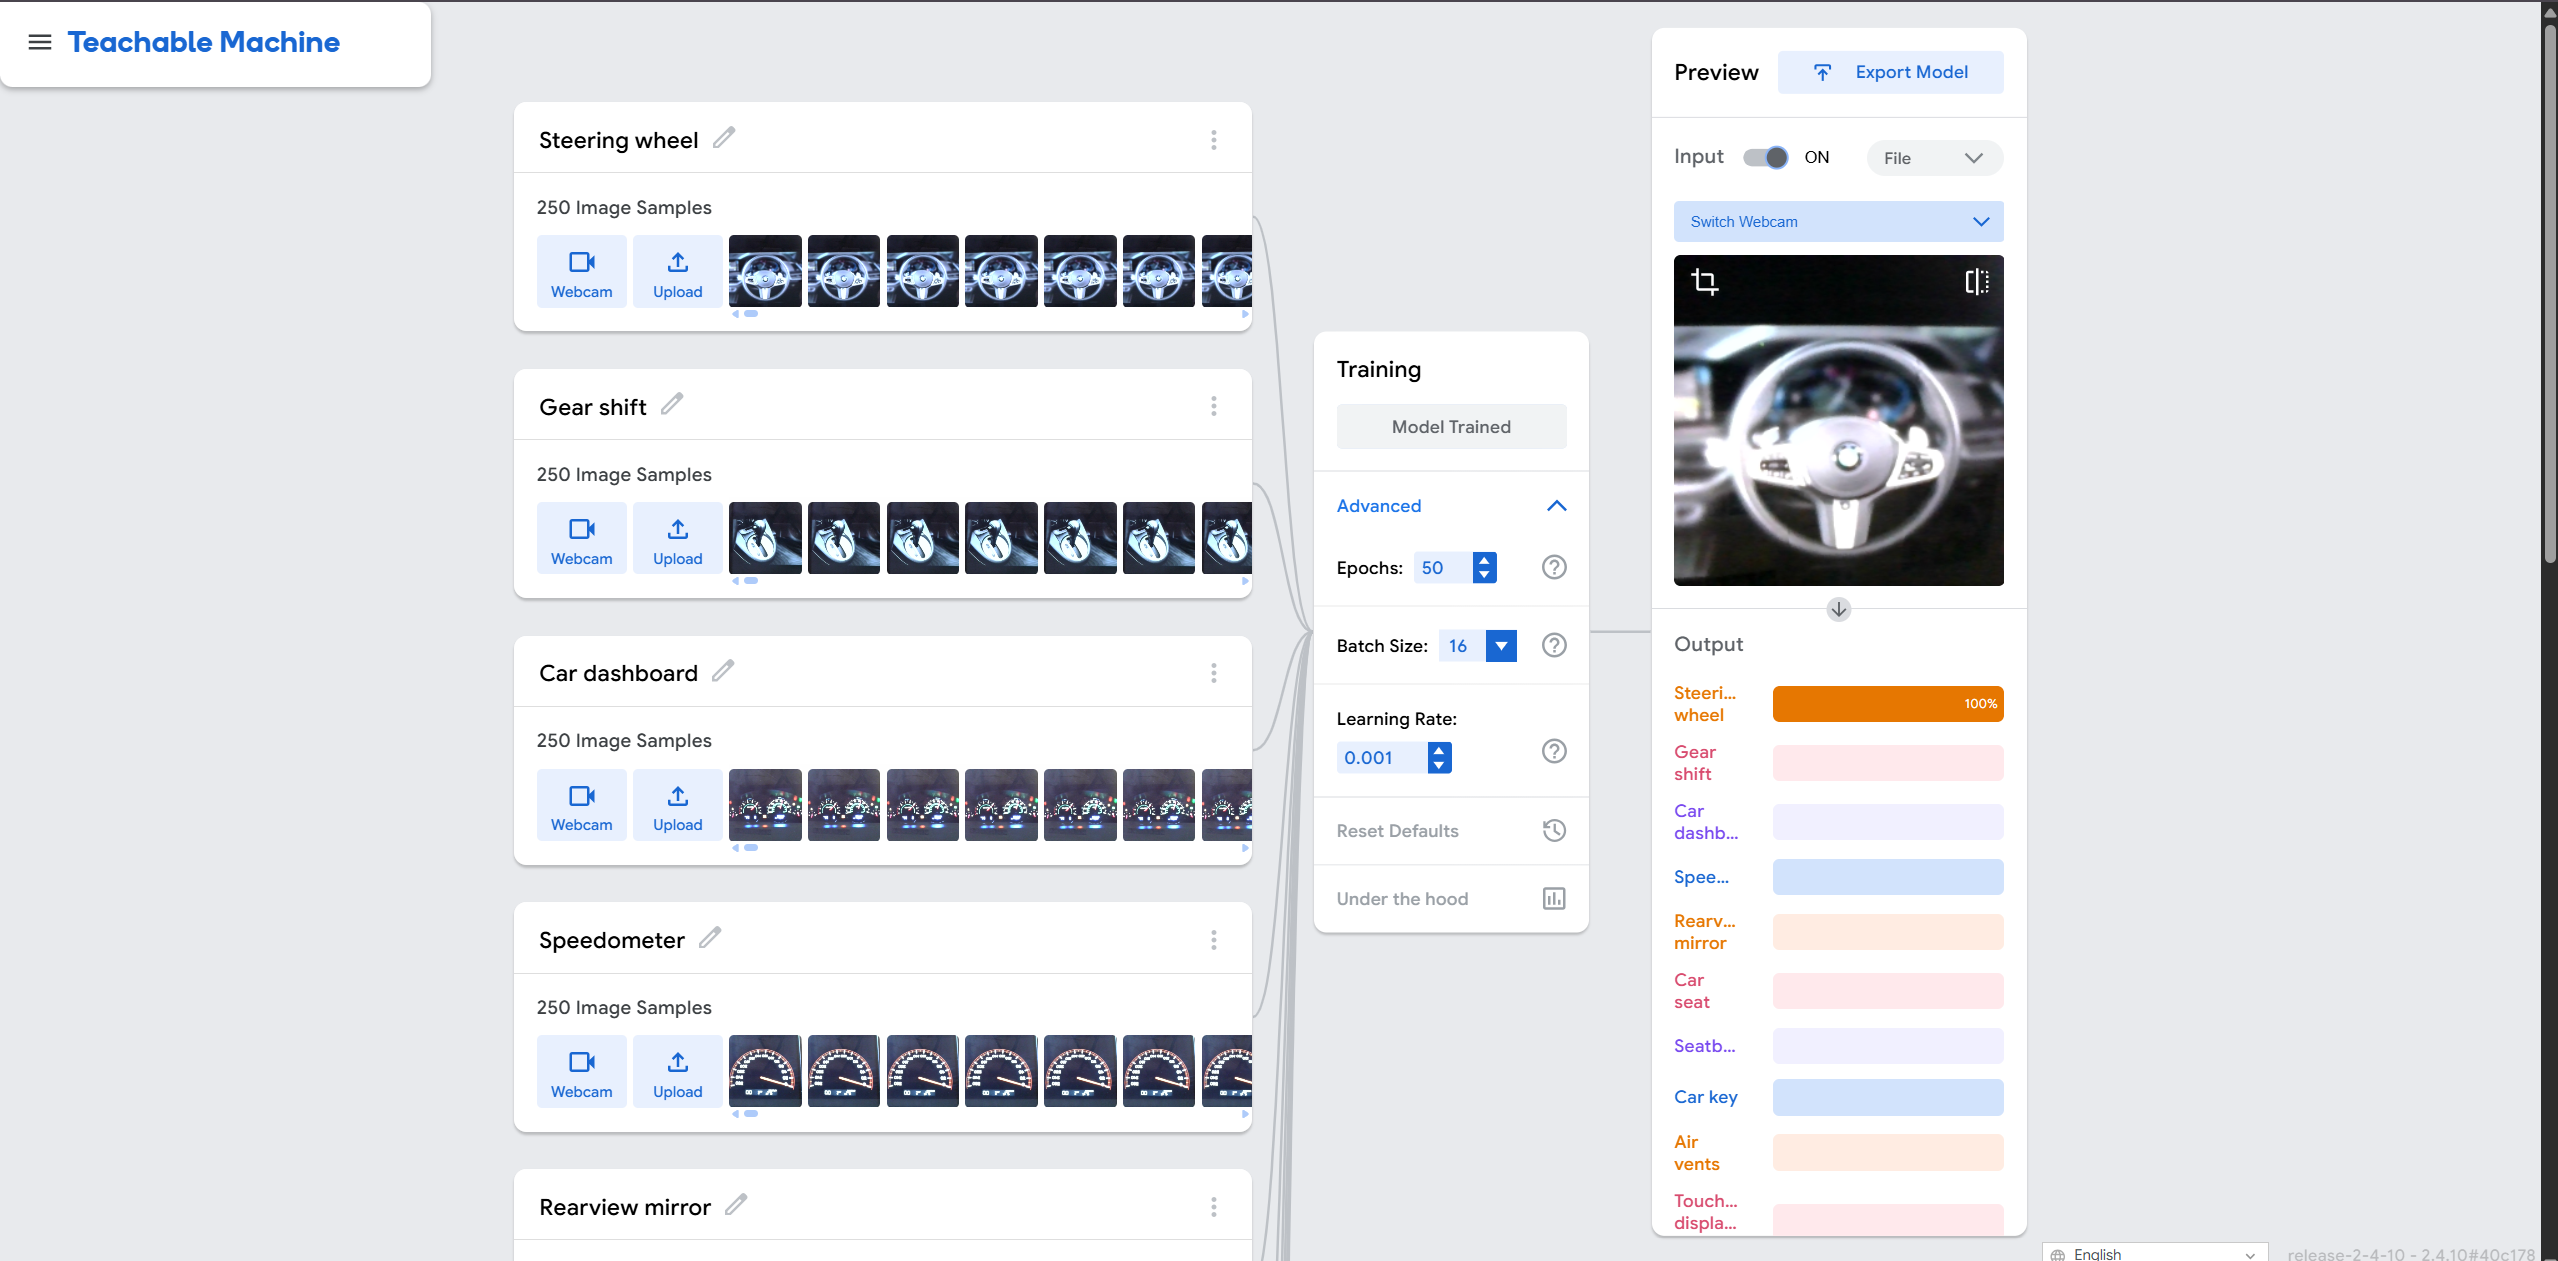 Teachable Machine
Steering wheel
250 Image Samples
Webcam
Upload
Gear shift
250 Image Samples
Webcam
Upload
Car dashboard
250 Image Samples
Webcam
Upload
Speedometer
250 Image Samples
Webcam
Upload
Rearview mirror
Training
Model Trained
Advanced
Epochs: 50
Batch Size: 16
Learning Rate:
0.001
Reset Defaults
Under the hood
Preview
Export Model
Input ON File
Switch Webcam
Output
Steeri...
wheel
100%
Gear
shift
Car
dashb...
Spee...
Rearv...
mirror
Car
seat
Seatb...
Car key
Air
vents
Touch...
displa...
English
release-2-4-10 - 2.4.10#40c178